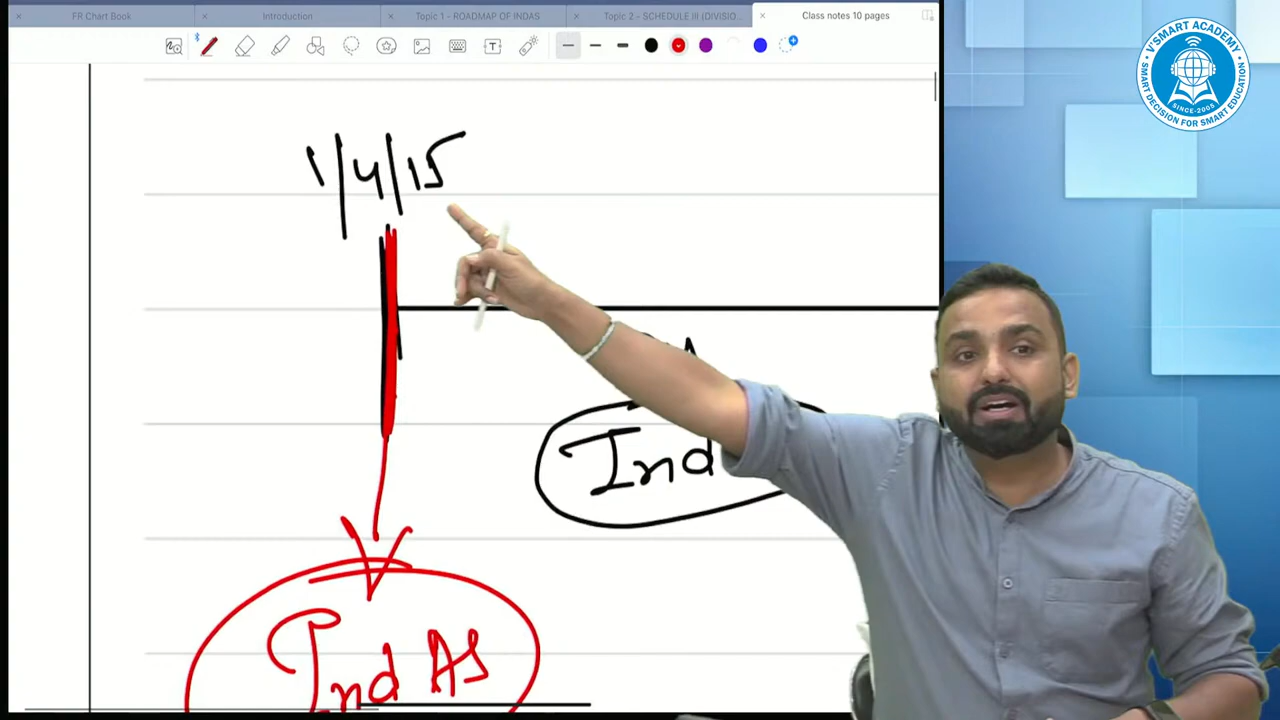 FR Chart Book
Introduction
Topic 1 - ROADMAP OF INDAS
Topic 2 - SCHEDULE III (DIVISIO...
Class notes 10 pages
T
1/4/15
Ind
Ind AS
V'SMART ACADEMY
SINCE-2005
SMART DECISION FOR SMART EDUCATION